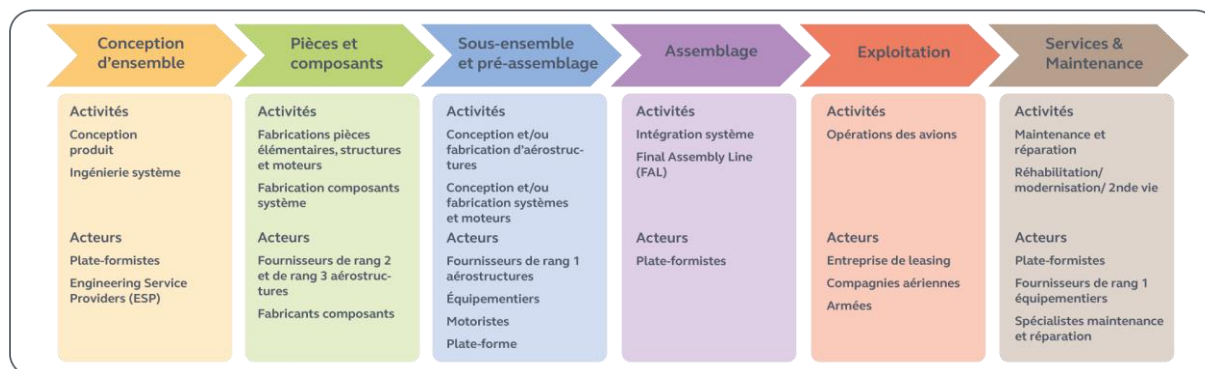 Conception
d'ensemble
Pièces et
composants
Sous-ensemble
et pré-assemblage
Assemblage
Exploitation
Services &
Maintenance
Activités
Conception
produit
Ingénierie système
Acteurs
Plate-formistes
Engineering Service
Providers (ESP)
Activités
Fabrications pièces
élémentaires, structures
et moteurs
Fabrication composants
système
Acteurs
Fournisseurs de rang 2
et de rang 3 aérostruc-
tures
Fabricants composants
Activités
Conception et/ou
fabrication d'aérostruc-
tures
Conception et/ou
fabrication systèmes
et moteurs
Acteurs
Fournisseurs de rang 1
aérostructures
Équipementiers
Motoristes
Plate-forme
Activités
Intégration système
Final Assembly Line
(FAL)
Acteurs
Plate-formistes
Activités
Opérations des avions
Acteurs
Entreprise de leasing
Compagnies aériennes
Armées
Activités
Maintenance et
réparation
Réhabilitation/
modernisation/ 2nde vie
Acteurs
Plate-formistes
Fournisseurs de rang 1
équipementiers
Spécialistes maintenance
et réparation